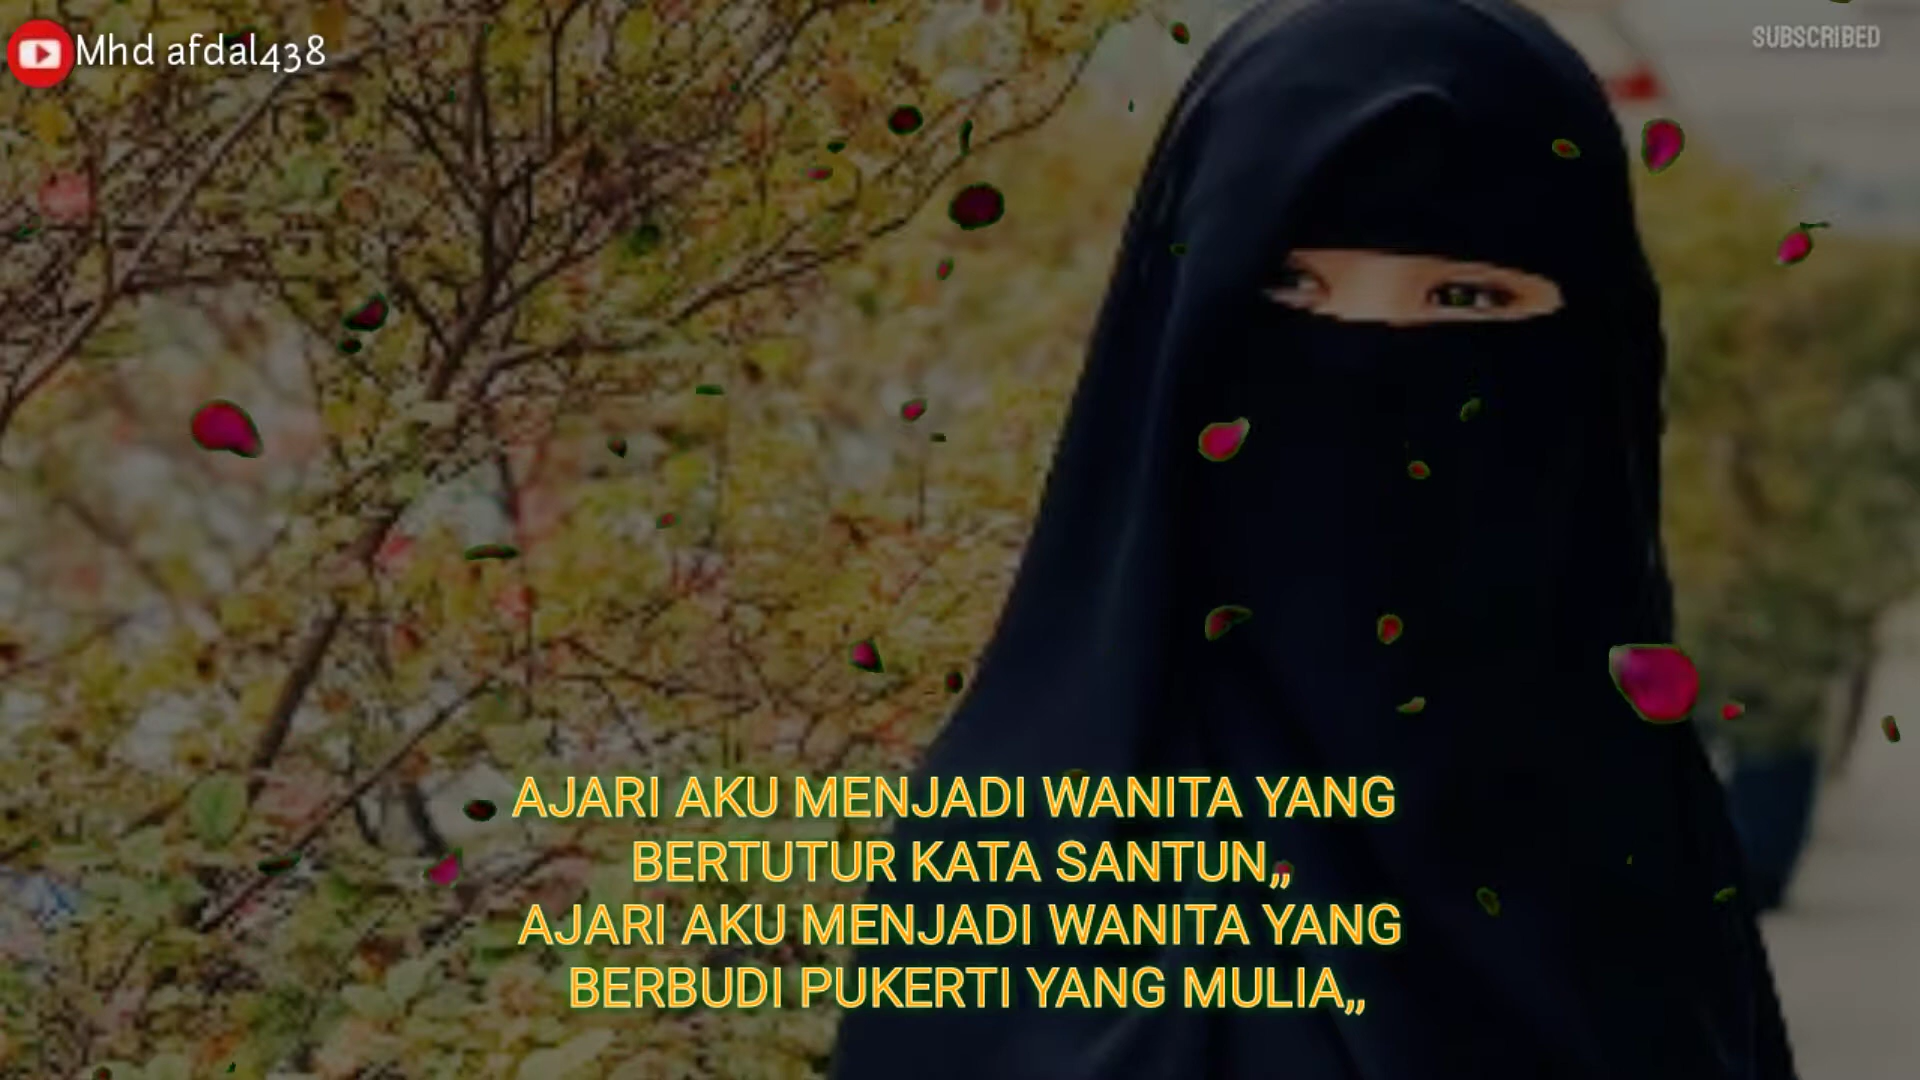 Mhd afdal438
SUBSCRIBED
AJARI AKU MENJADI WANITA YANG
BERTUTUR KATA SANTUN,,
AJARI AKU MENJADI WANITA YANG
BERBUDI PUKERTI YANG MULIA,,